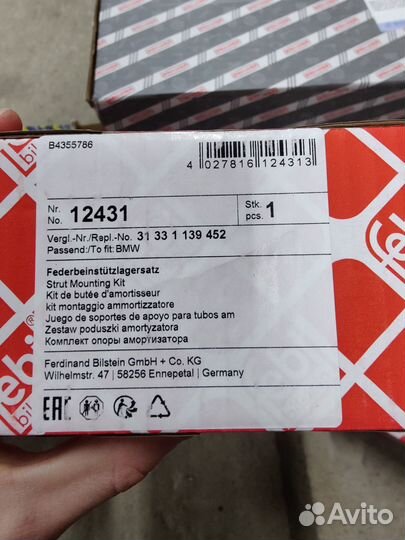 B4355786
4 027816 124313
Nr.
No. 12431
Stk.
pcs. 1
Vergl.-Nr./Repl.-No. 31 33 1 139 452
Passend:/To fit: BMW
Federbeinstützlagersatz
Strut Mounting Kit
Kit de butée d'amortisseur
kit montaggio ammortizzatore
Juego de soportes de apoyo para tubos am
Zestaw poduszki amortyzatora
Комплект опоры амортизатора
Ferdinand Bilstein GmbH + Co. KG
Wilhelmstr. 47 | 58256 Ennepetal | Germany
EAC
febi
bil
Avito